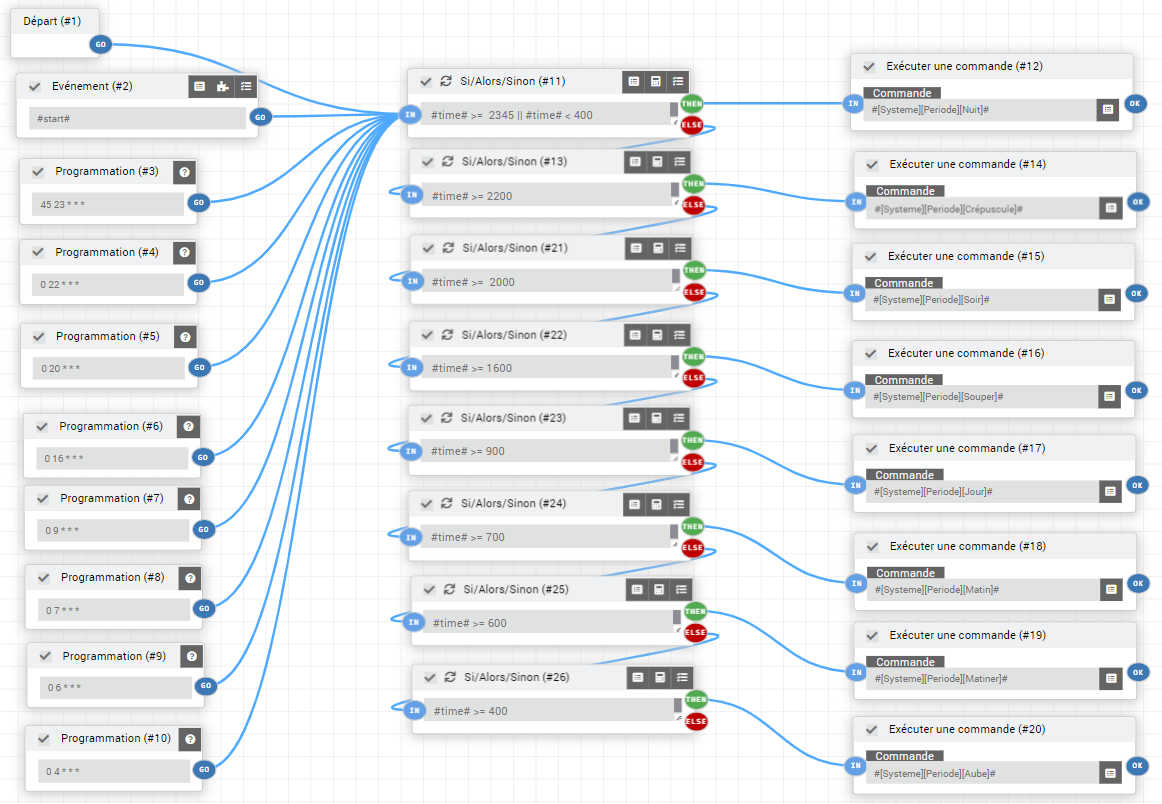 Départ (#1)
GO
Evénement (#2)
#start#
GO
Programmation (#3)
45 23 * * *
GO
Programmation (#4)
0 22 * * *
GO
Programmation (#5)
0 20 * * *
GO
Programmation (#6)
0 16 * * *
GO
Programmation (#7)
0 9 * * *
GO
Programmation (#8)
0 7 * * *
GO
Programmation (#9)
0 6 * * *
GO
Programmation (#10)
0 4 * * *
GO
Si/Alors/Sinon (#11)
IN
#time# >=  2345 || #time# < 400
THEN
ELSE
Si/Alors/Sinon (#13)
IN
#time# >= 2200
THEN
ELSE
Si/Alors/Sinon (#21)
IN
#time# >=  2000
THEN
ELSE
Si/Alors/Sinon (#22)
IN
#time# >= 1600
THEN
ELSE
Si/Alors/Sinon (#23)
IN
#time# >= 900
THEN
ELSE
Si/Alors/Sinon (#24)
IN
#time# >= 700
THEN
ELSE
Si/Alors/Sinon (#25)
IN
#time# >= 600
THEN
ELSE
Si/Alors/Sinon (#26)
IN
#time# >= 400
THEN
ELSE
Exécuter une commande (#12)
Commande
IN
#[Systeme][Periode][Nuit]#
OK
Exécuter une commande (#14)
Commande
IN
#[Systeme][Periode][Crépuscule]#
OK
Exécuter une commande (#15)
Commande
IN
#[Systeme][Periode][Soir]#
OK
Exécuter une commande (#16)
Commande
IN
#[Systeme][Periode][Souper]#
OK
Exécuter une commande (#17)
Commande
IN
#[Systeme][Periode][Jour]#
OK
Exécuter une commande (#18)
Commande
IN
#[Systeme][Periode][Matin]#
OK
Exécuter une commande (#19)
Commande
IN
#[Systeme][Periode][Matiner]#
OK
Exécuter une commande (#20)
Commande
IN
#[Systeme][Periode][Aube]#
OK